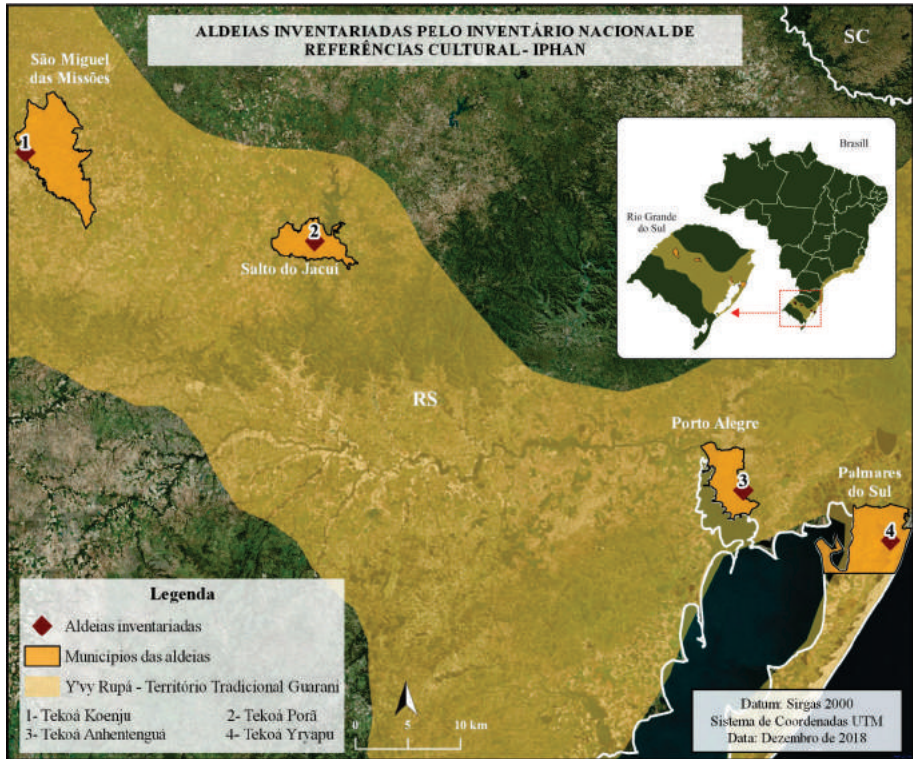 ALDEIAS INVENTARIADAS PELO INVENTÁRIO NACIONAL DE
REFERÊNCIAS CULTURAL - IPHAN
SC
São Miguel
das Missões
1
2
Salto do Jacuí
Brasill
Rio Grande
do Sul
RS
Porto Alegre
3
Palmares
do Sul
4
Legenda
Aldeias inventariadas
Municípios das aldeias
Y'vy Rupá - Território Tradicional Guarani
1- Tekoá Koenju
2- Tekoá Porã
3- Tekoá Anhentenguá
4- Tekoá Yryapu
0 5 10 km
Datum: Sirgas 2000
Sistema de Coordenadas UTM
Data: Dezembro de 2018